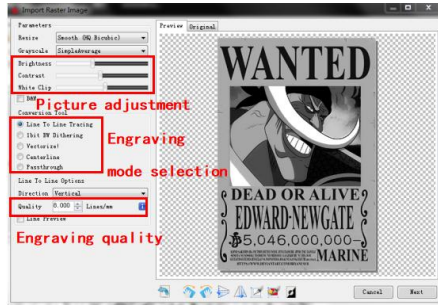 Import Raster Image
Parameters
Preview Original
Resize Smooth (HQ Bicubic)
Grayscale SimpleAverage
Brightness
Contrast
White Clip
B&W
Picture adjustment
Conversion Tool
Line To Line Tracing
1bit BW Dithering
Vectorize!
Centerline
Passthrough
Engraving
mode selection
Line To Line Options
Direction Vertical
Quality 8.000 Lines/mm
Line Preview
Engraving quality
WANTED
DEAD OR ALIVE
EDWARD·NEWGATE
5,046,000,000-
MARINE
Cancel Next